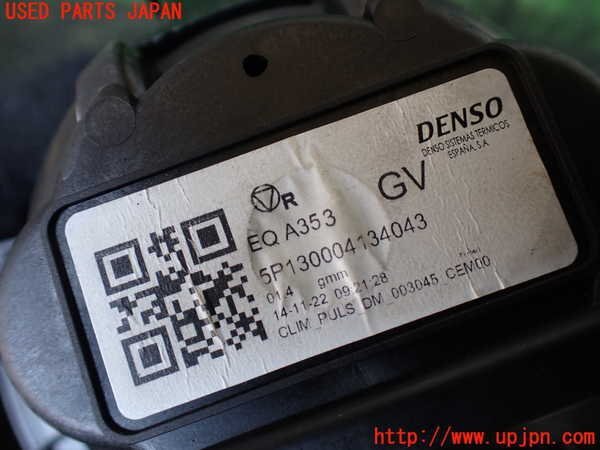 USED PARTS JAPAN
DENSO
DENSO SISTEMAS TERMICOS
ESPAÑA, S.A.
R
GV
EQ A353
5P130004134043
01.4 gmm
14-11-22 09:21:28
CLIM_PULS_DM_003045_CEM00
http://www.upjpn.com/